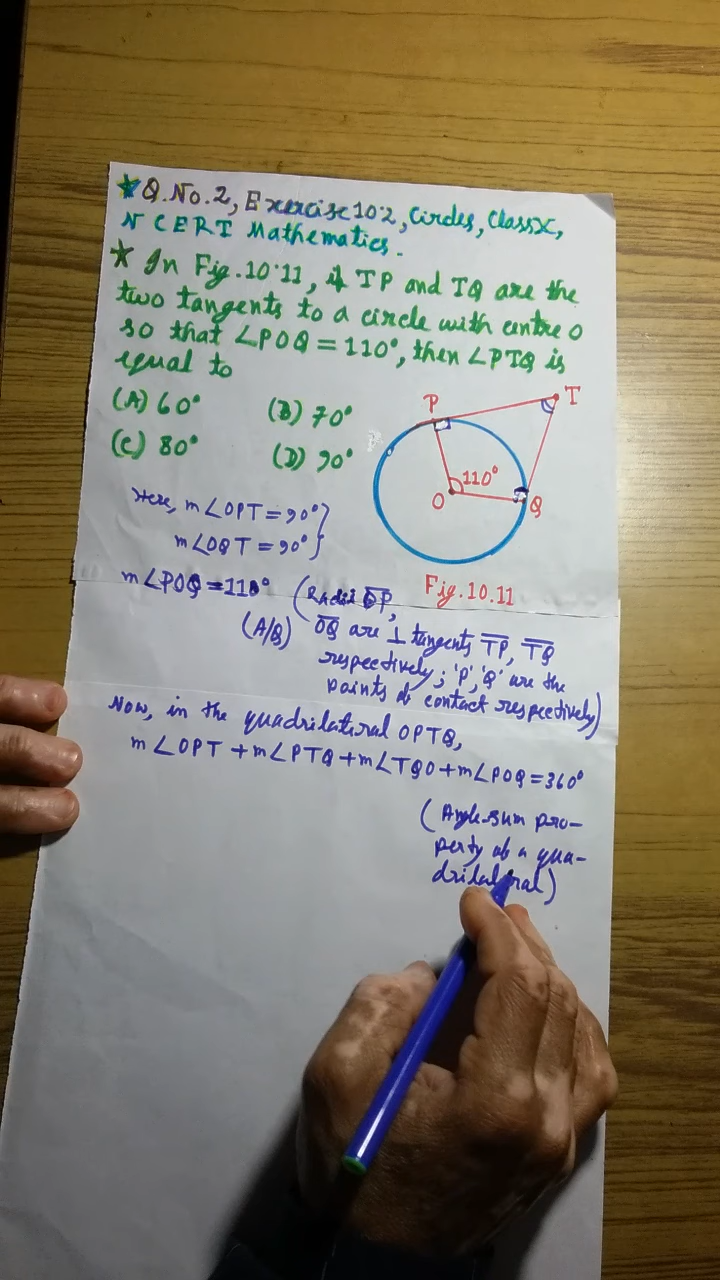 ★ Q.No.2, Exercise 10.2, Circles, Class X,
NCERT Mathematics.
★ In Fig. 10.11, if TP and TQ are the
two tangents to a circle with centre O
so that ∠POQ = 110°, then ∠PTQ is
equal to
(A) 60° (B) 70°
(C) 80° (D) 90°
P
T
110°
O
Q
Fig. 10.11
Here, m∠OPT = 90°}
m∠OQT = 90°}
m∠POQ = 110° (Radii OP,
(A/Q) OQ are ⊥ tangents TP, TQ
respectively; 'P', 'Q' are the
points of contact respectively)
Now, in the quadrilateral OPTQ,
m∠OPT + m∠PTQ + m∠TQO + m∠POQ = 360°
(Angle-sum pro-
perty of a qua-
drilateral)